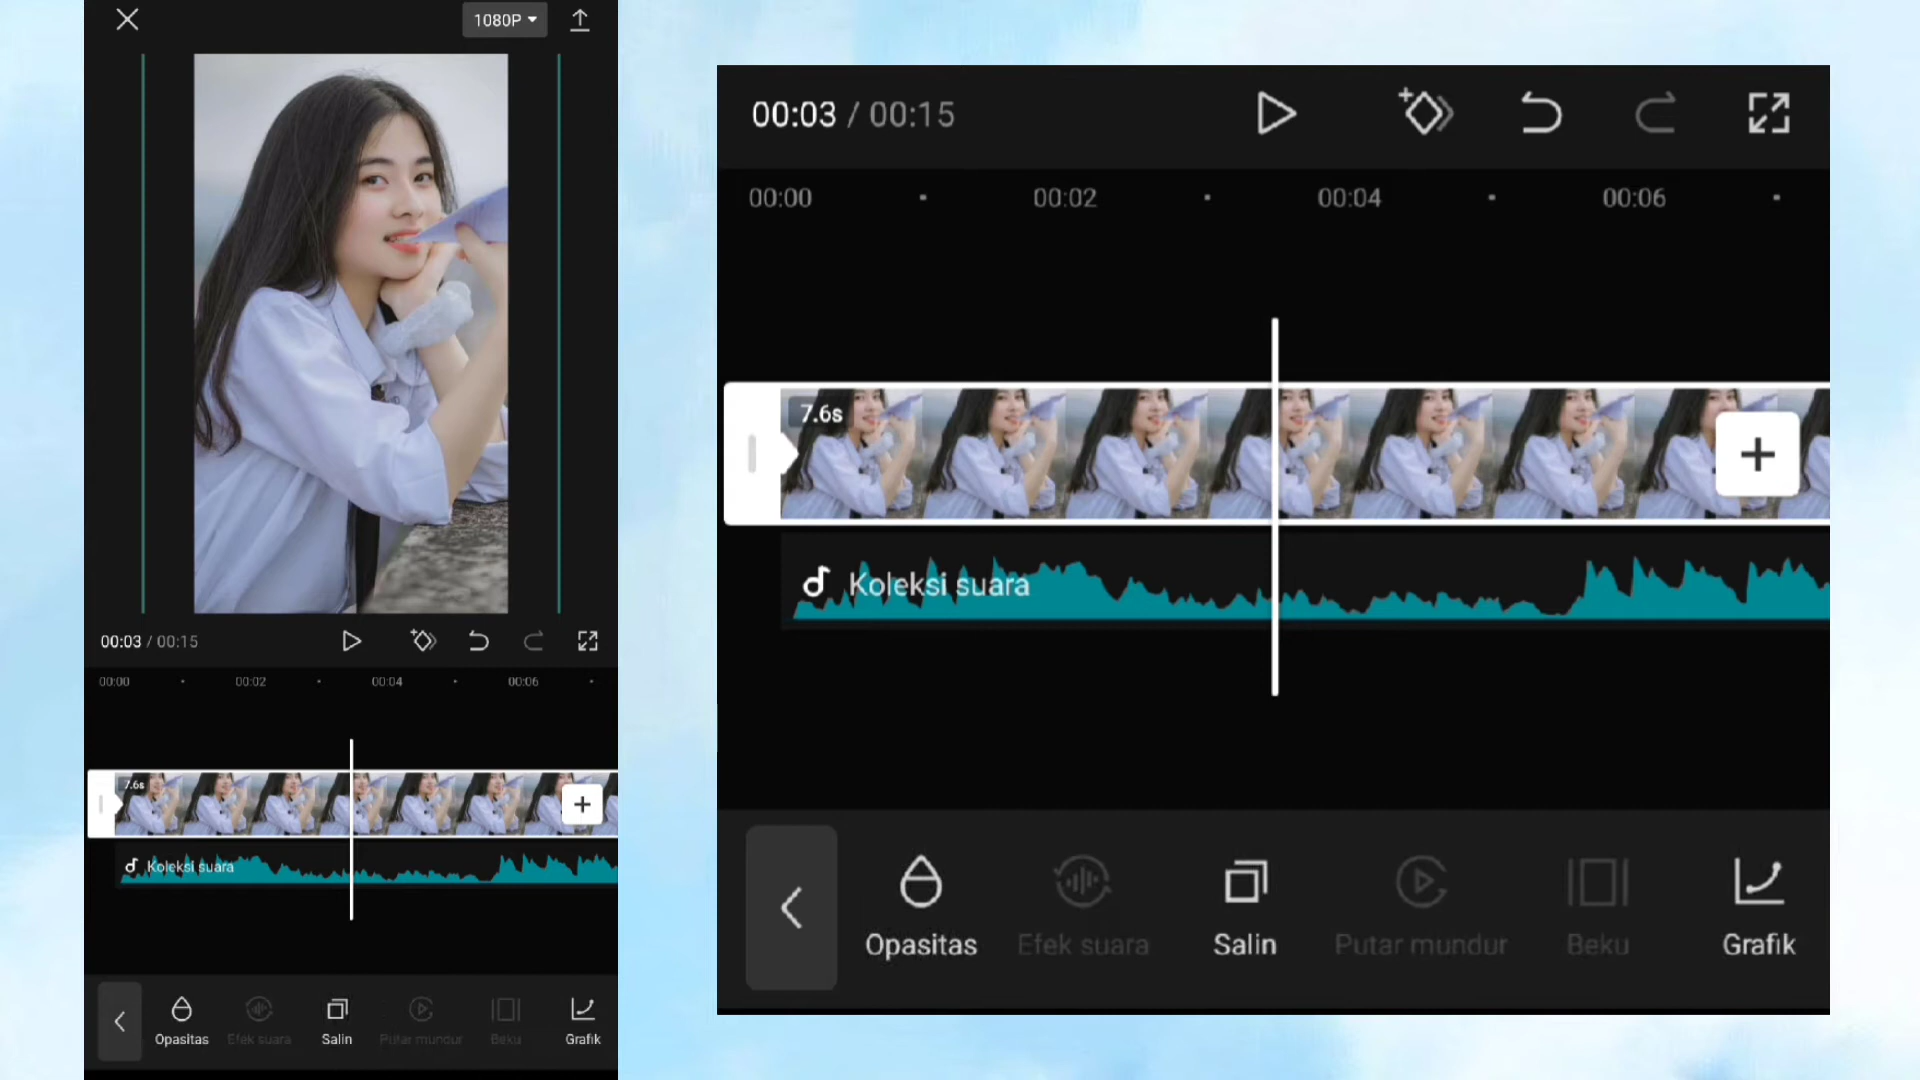 1080P
00:03 / 00:15
00:00 00:02 00:04 00:06
7.6s
Koleksi suara
Opasitas Efek suara Salin Putar mundur Beku Grafik
00:03 / 00:15
00:00 00:02 00:04 00:06
7.6s
Koleksi suara
Opasitas Efek suara Salin Putar mundur Beku Grafik